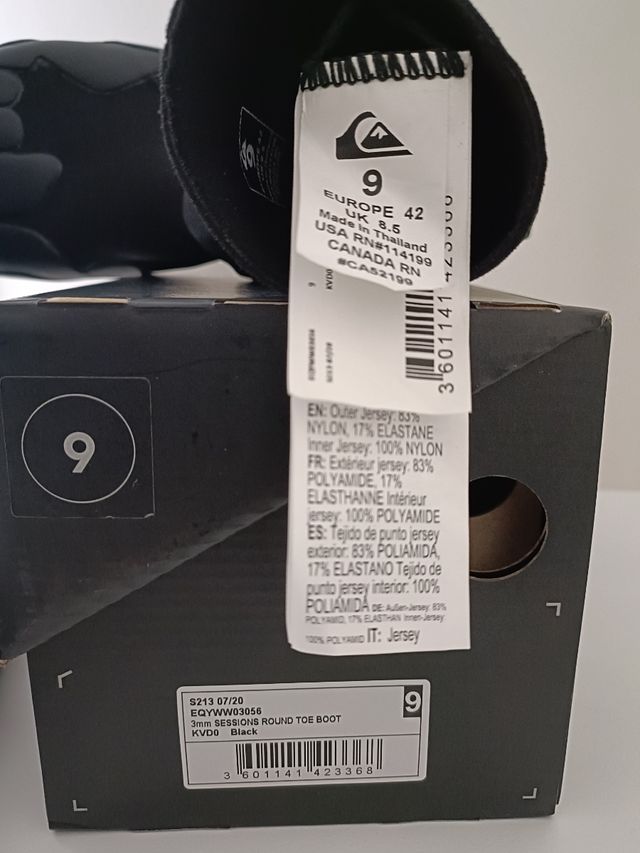 9
EUROPE 42
UK 8.5
Made in Thailand
USA RN#114199
CANADA RN
#CA52199
9
KVD0
3 601141 423368
EN: Outer Jersey: 83%
NYLON, 17% ELASTANE
Inner Jersey: 100% NYLON
FR: Extérieur jersey: 83%
POLYAMIDE, 17%
ELASTHANNE Intérieur
jersey: 100% POLYAMIDE
ES: Tejido de punto jersey
exterior: 83% POLIAMIDA,
17% ELASTANO Tejido de
punto jersey interior: 100%
POLIAMIDA DE: Außen-Jersey: 83%
POLYAMID, 17% ELASTHAN Innen-Jersey:
100% POLYAMID IT: Jersey
9
S213 07/20
EQYWW03056
3mm SESSIONS ROUND TOE BOOT
KVD0 Black
9
3 601141 423368